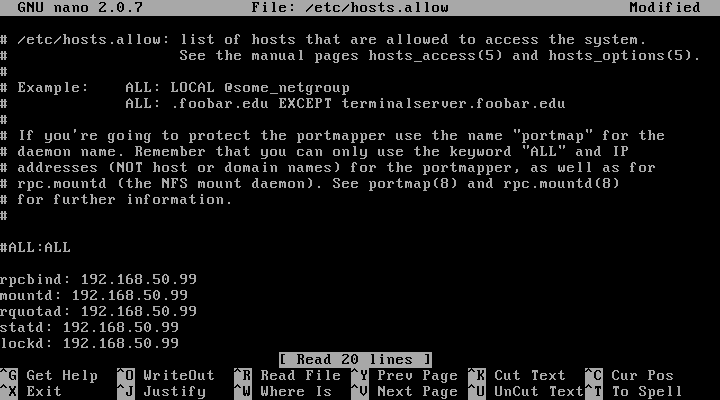 GNU nano 2.0.7 File: /etc/hosts.allow Modified
# /etc/hosts.allow: list of hosts that are allowed to access the system.
# See the manual pages hosts_access(5) and hosts_options(5).
#
# Example: ALL: LOCAL @some_netgroup
# ALL: .foobar.edu EXCEPT terminalserver.foobar.edu
#
# If you're going to protect the portmapper use the name "portmap" for the
# daemon name. Remember that you can only use the keyword "ALL" and IP
# addresses (NOT host or domain names) for the portmapper, as well as for
# rpc.mountd (the NFS mount daemon). See portmap(8) and rpc.mountd(8)
# for further information.
#
#ALL:ALL
rpcbind: 192.168.50.99
mountd: 192.168.50.99
rquotad: 192.168.50.99
statd: 192.168.50.99
lockd: 192.168.50.99
[ Read 20 lines ]
^G Get Help ^O WriteOut ^R Read File ^Y Prev Page ^K Cut Text ^C Cur Pos
^X Exit ^J Justify ^W Where Is ^V Next Page ^U UnCut Text ^T To Spell